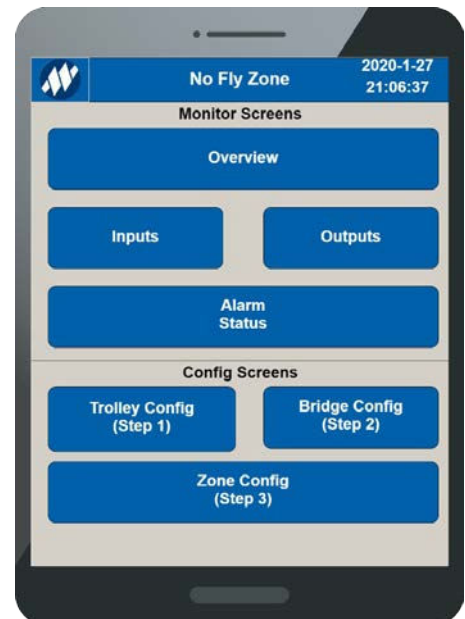 No Fly Zone
2020-1-27
21:06:37
Monitor Screens
Overview
Inputs
Outputs
Alarm
Status
Config Screens
Trolley Config
(Step 1)
Bridge Config
(Step 2)
Zone Config
(Step 3)